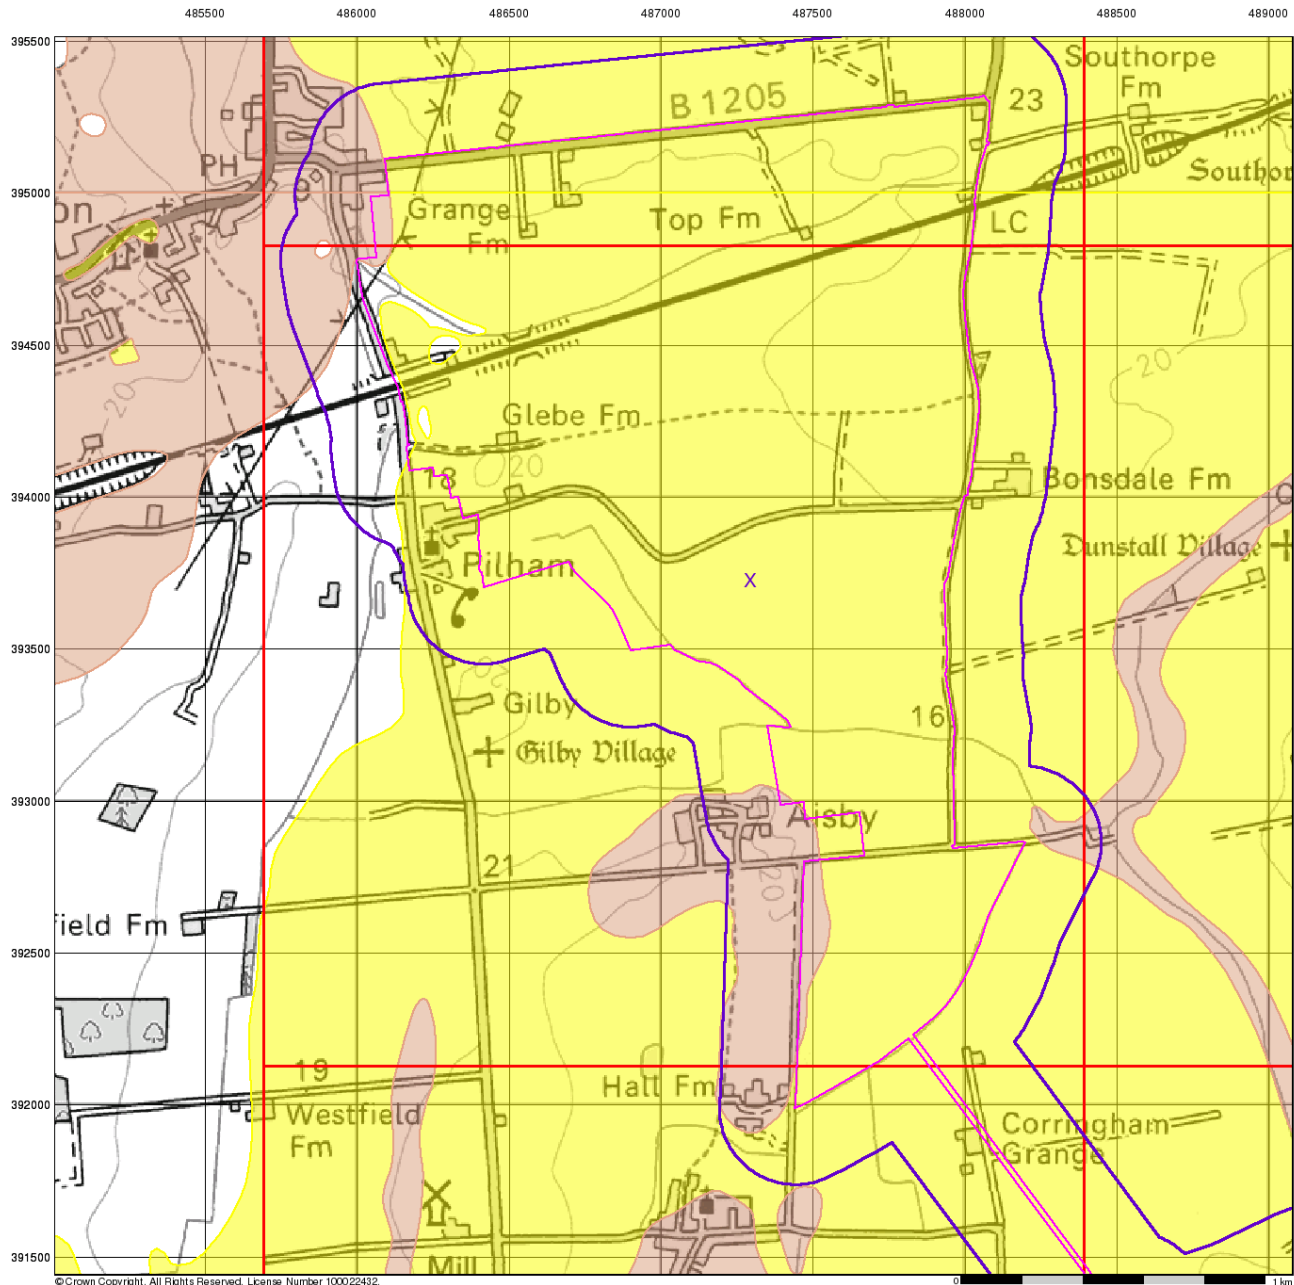 485500 486000 486500 487000 487500 488000 488500 489000
395500
Southorpe
Fm
B 1205
23
PH
Southor
395000
on
Grange
Fm
Top Fm
LC
394500
20
20
Glebe Fm
20
18
Bonsdale Fm
394000
Dunstall Village
Pilham
X
393500
Gilby
16
Gilby Village
393000
Aisby
21
20
field Fm
392500
19
Hall Fm
392000
Westfield
Fm
Corringham
Grange
391500
Mill
© Crown Copyright. All Rights Reserved. License Number 100022432.
0 1 km